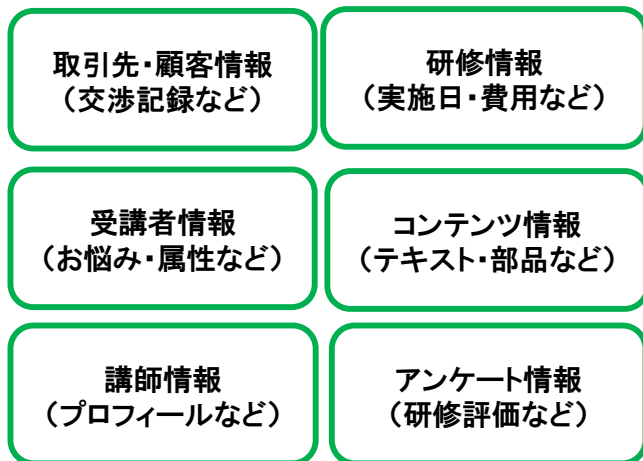 取引先・顧客情報
（交渉記録など）
研修情報
（実施日・費用など）
受講者情報
（お悩み・属性など）
コンテンツ情報
（テキスト・部品など）
講師情報
（プロフィールなど）
アンケート情報
（研修評価など）